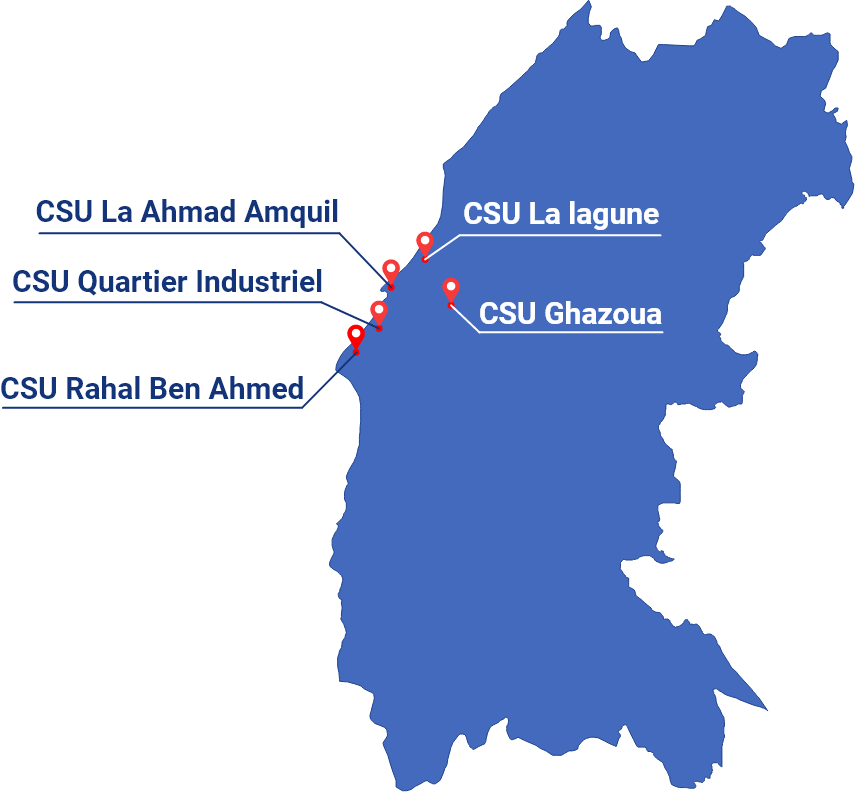 CSU La Ahmad Amquil
CSU La lagune
CSU Quartier Industriel
CSU Ghazoua
CSU Rahal Ben Ahmed